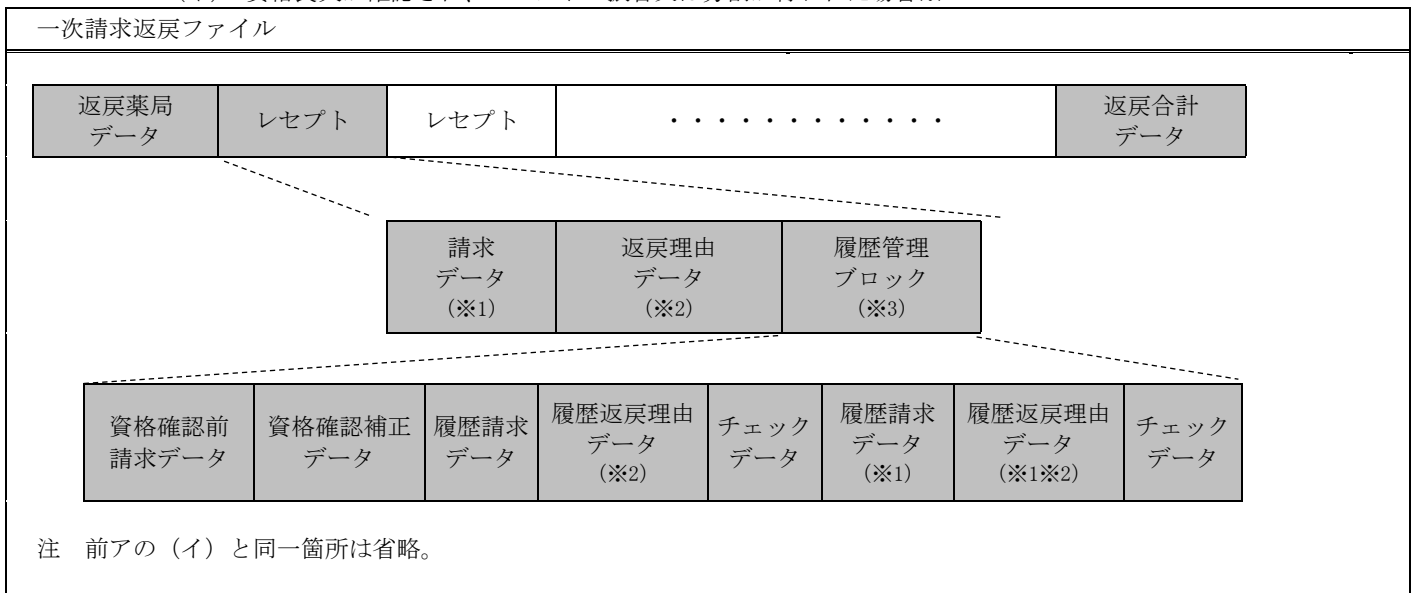 一次請求返戻ファイル
返戻薬局
データ
レセプト
レセプト
・・・・・・・・・・・・
返戻合計
データ
請求
データ
(※1)
返戻理由
データ
(※2)
履歴管理
ブロック
(※3)
資格確認前
請求データ
資格確認補正
データ
履歴請求
データ
履歴返戻理由
データ
(※2)
チェック
データ
履歴請求
データ
(※1)
履歴返戻理由
データ
(※1※2)
チェック
データ
注　前アの（イ）と同一箇所は省略。